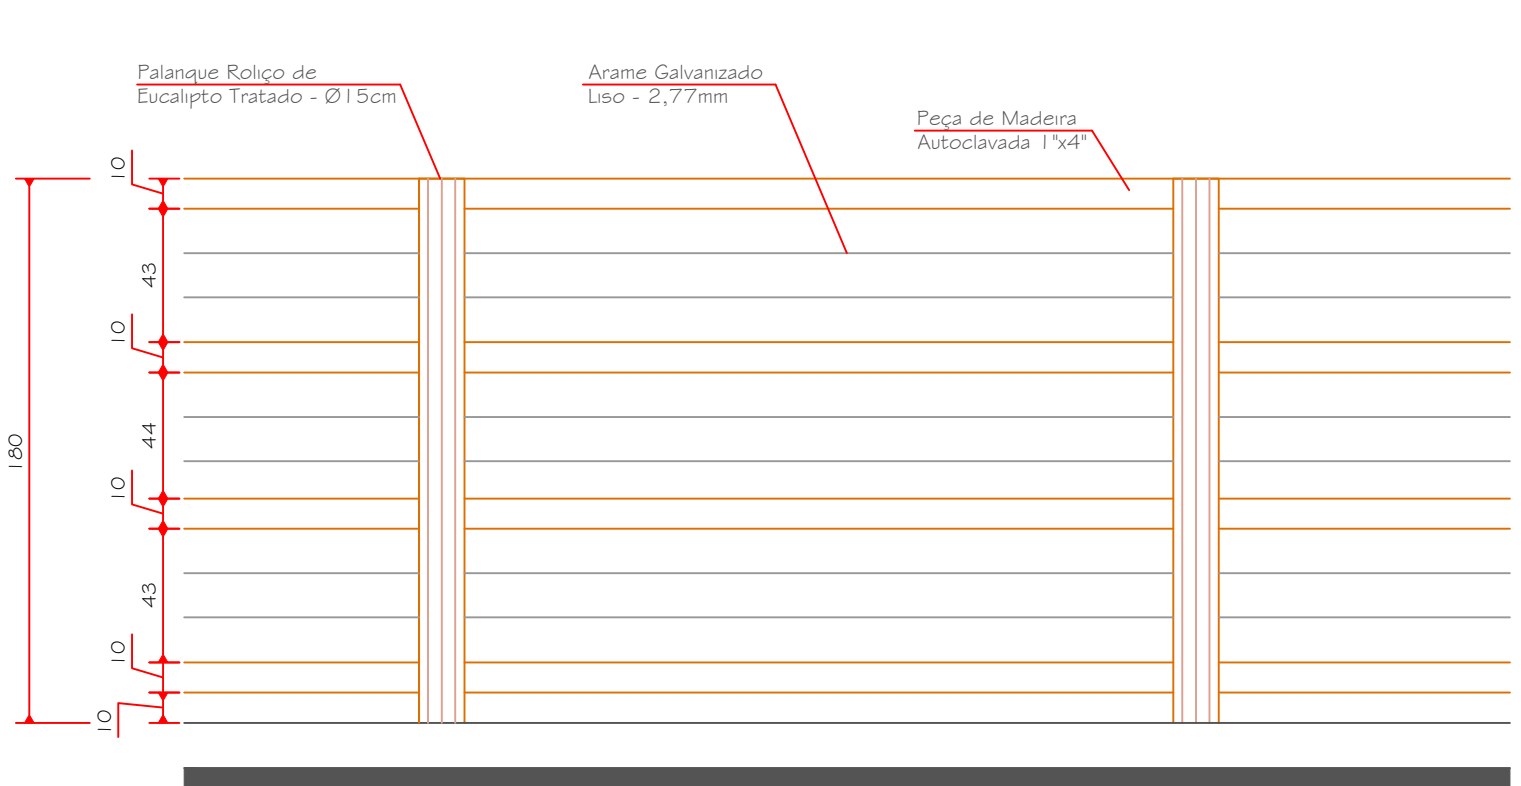 Palanque Roliço de
Eucalipto Tratado - Ø15cm
Arame Galvanizado
Liso - 2,77mm
Peça de Madeira
Autoclavada 1"x4"
10
43
10
44
10
43
10
10
180